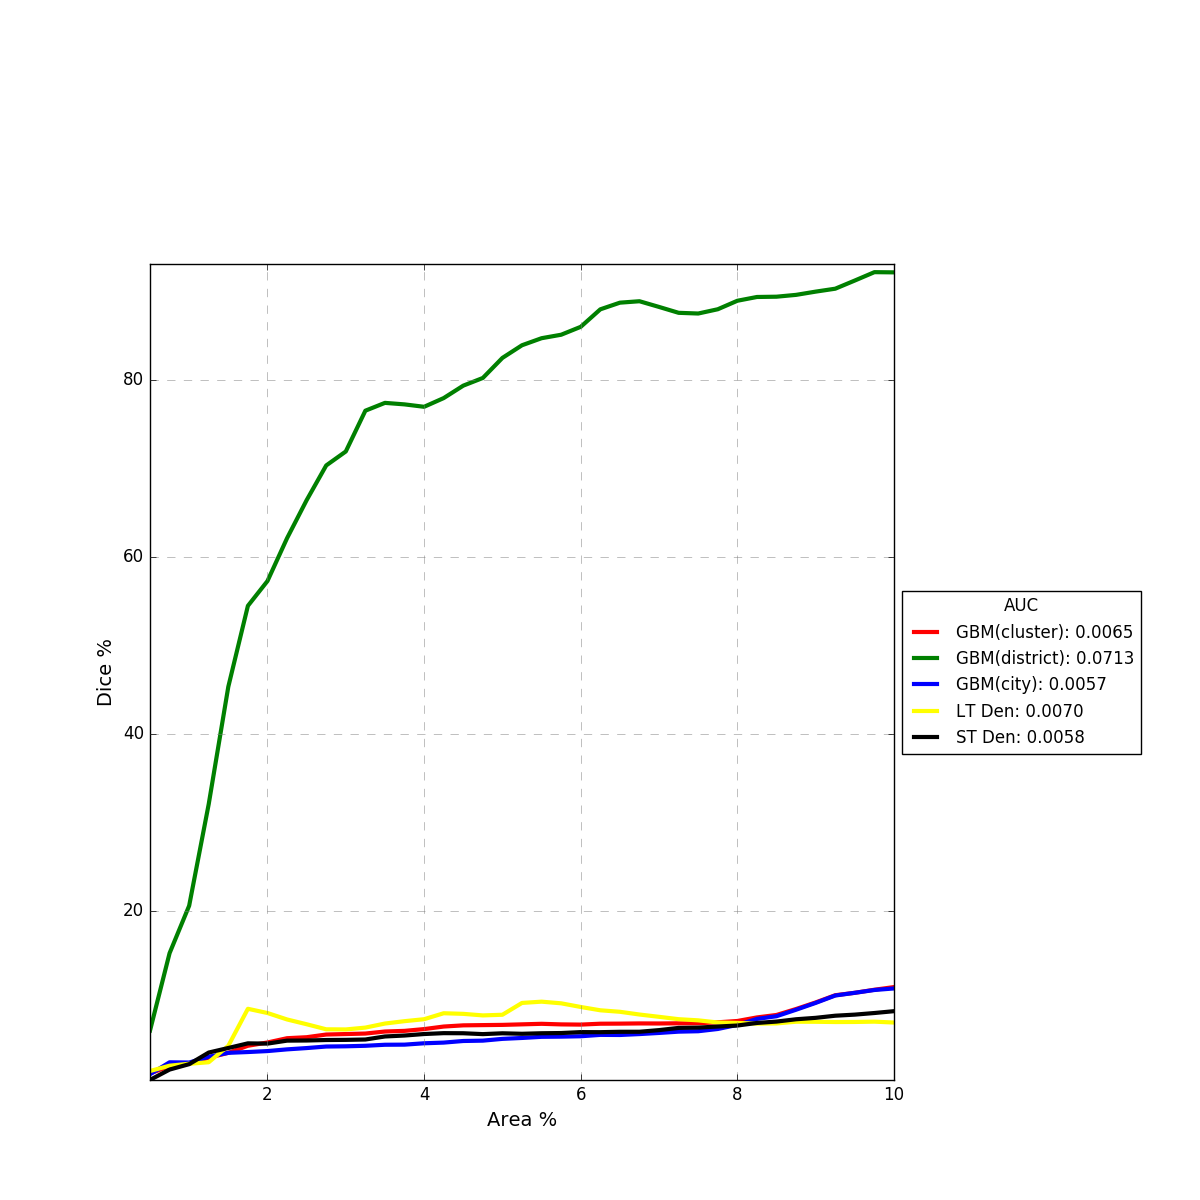 80
60
40
20
Dice %
2
4
6
8
10
Area %
AUC
GBM(cluster): 0.0065
GBM(district): 0.0713
GBM(city): 0.0057
LT Den: 0.0070
ST Den: 0.0058